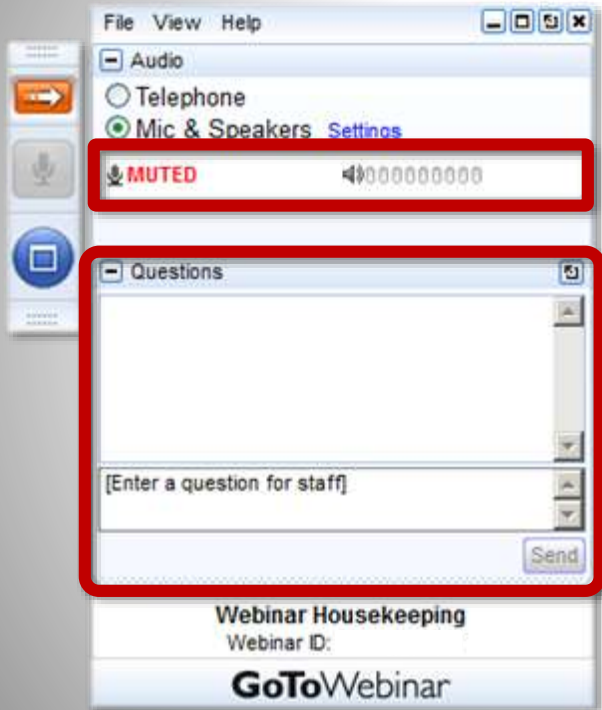 File View Help
Audio
Telephone
Mic & Speakers Settings
MUTED
Questions
[Enter a question for staff]
Send
Webinar Housekeeping
Webinar ID:
GoToWebinar